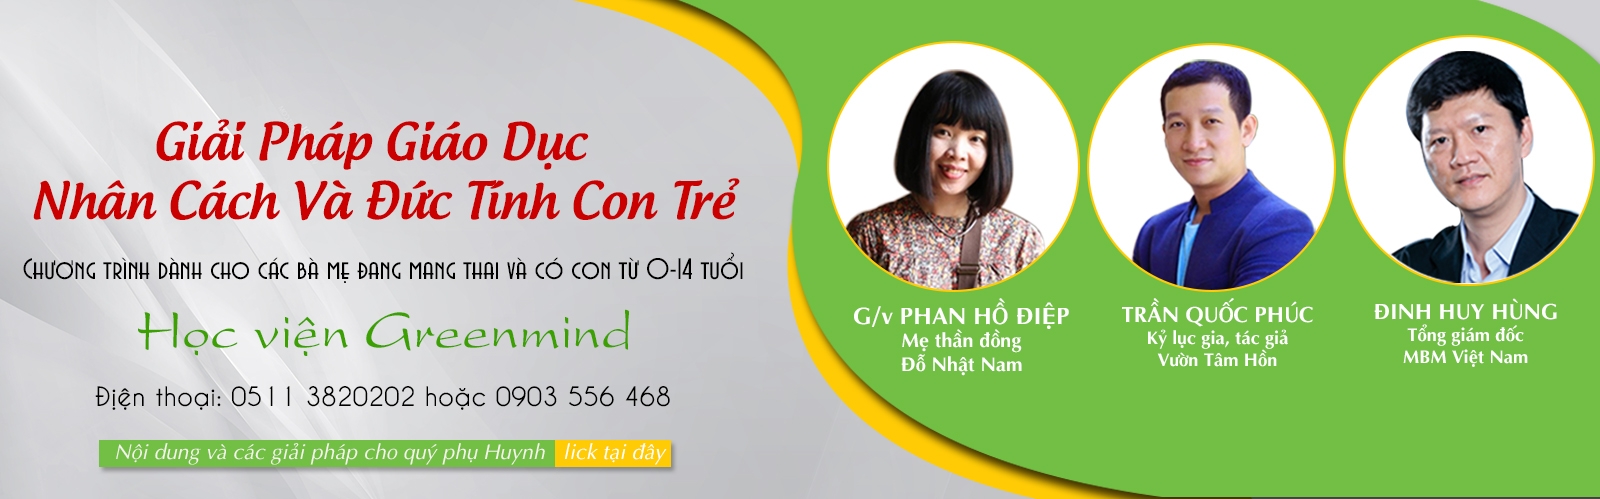 Giải Pháp Giáo Dục
Nhân Cách Và Đức Tính Con Trẻ
Chương trình dành cho các bà mẹ đang mang thai và có con từ 0-14 tuổi
Học viện Greenmind
Điện thoại: 0511 3820202 hoặc 0903 556 468
Nội dung và các giải pháp cho quý phụ Huynh lick tại đây
G/v PHAN HỒ ĐIỆP
Mẹ thần đồng
Đỗ Nhật Nam
TRẦN QUỐC PHÚC
Kỷ lục gia, tác giả
Vườn Tâm Hồn
ĐINH HUY HÙNG
Tổng giám đốc
MBM Việt Nam